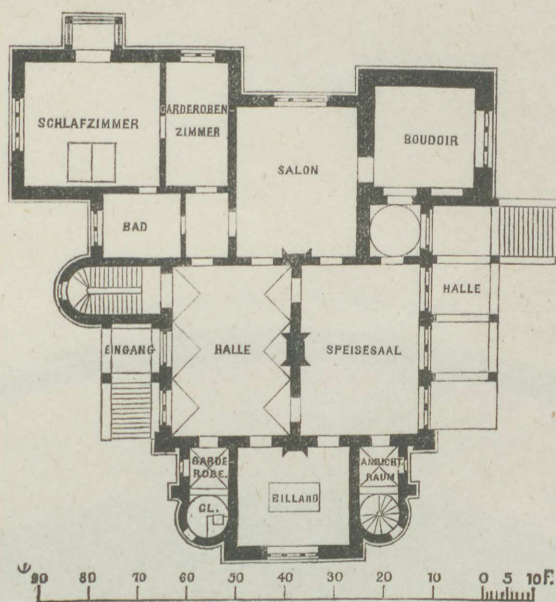 GARDEROBEN
SCHLAFZIMMER
ZIMMER
BOUDOIR
SALON
BAD
HALLE
EINGANG
HALLE
SPEISESAAL
GARDE
ROBE.
ANRICHT
RAUM
BILLARD
CL.
90 80 70 60 50 40 30 20 10 0 5 10F.